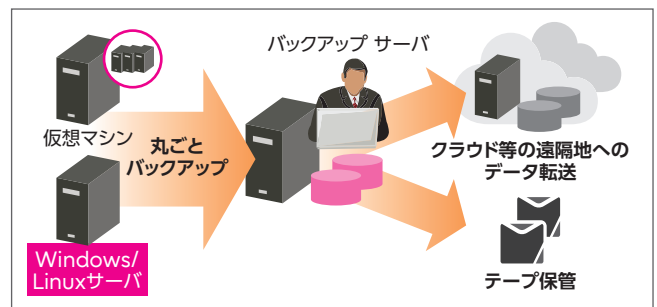 バックアップ サーバ
仮想マシン
丸ごと
バックアップ
Windows/
Linuxサーバ
クラウド等の遠隔地への
データ転送
テープ保管